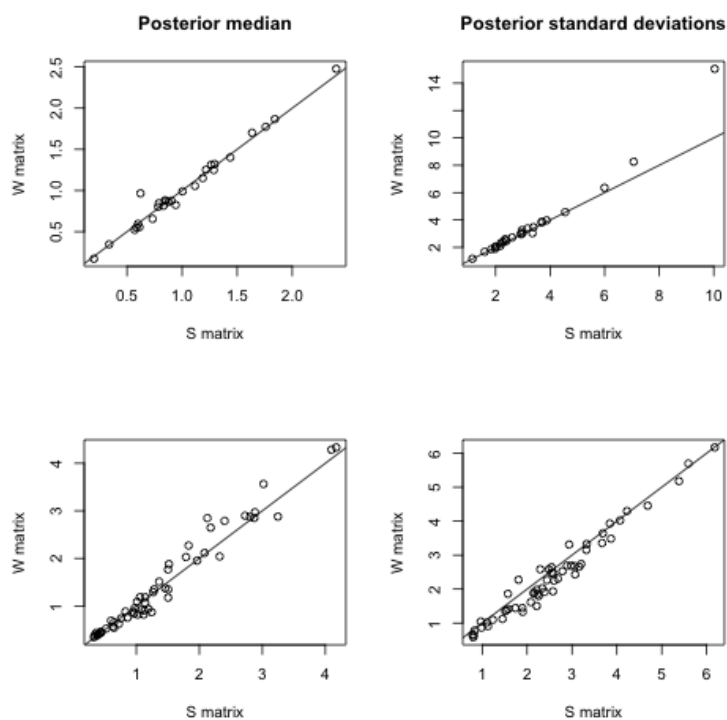 Posterior median
Posterior standard deviations
W matrix
0.5 1.0 1.5 2.0 2.5
0.5 1.0 1.5 2.0
S matrix
W matrix
2 4 6 8 10 14
2 4 6 8 10
S matrix
W matrix
1 2 3 4
1 2 3 4
S matrix
W matrix
1 2 3 4 5 6
1 2 3 4 5 6
S matrix